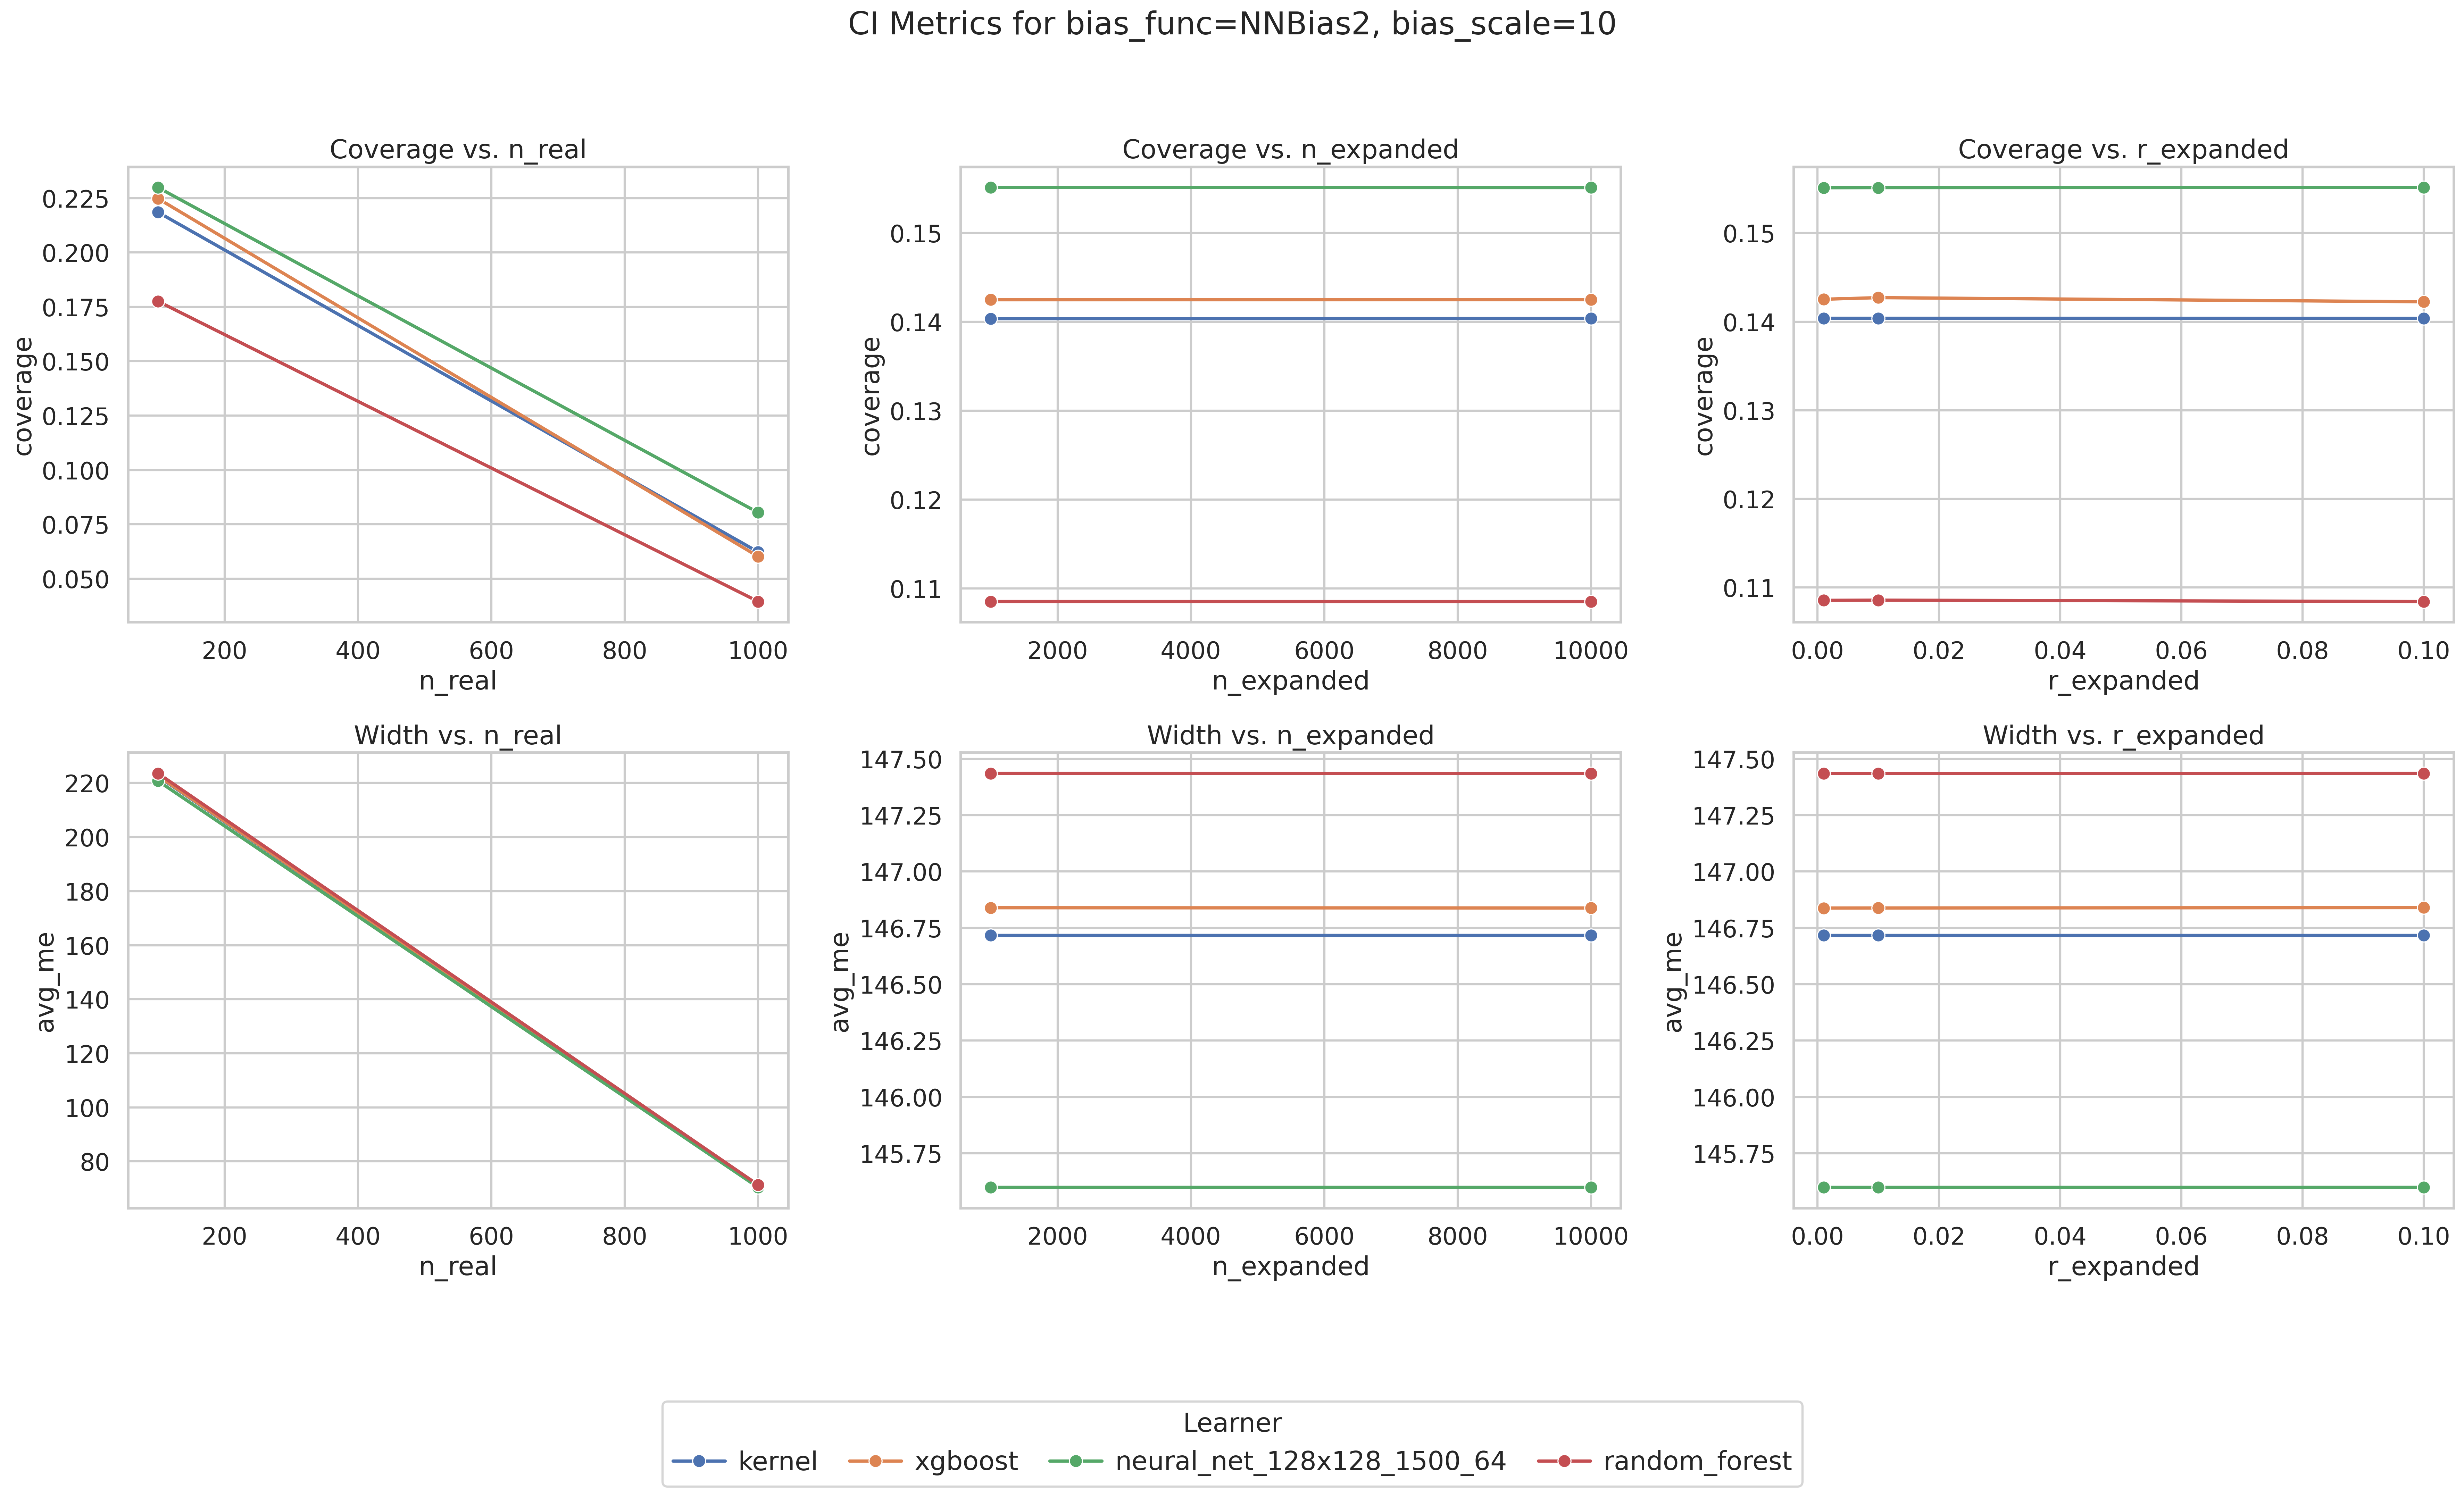 CI Metrics for bias_func=NNBias2, bias_scale=10
Coverage vs. n_real
0.225
0.200
0.175
0.150
0.125
0.100
0.075
0.050
coverage
200 400 600 800 1000
n_real
Coverage vs. n_expanded
0.15
0.14
0.13
0.12
0.11
coverage
2000 4000 6000 8000 10000
n_expanded
Coverage vs. r_expanded
0.15
0.14
0.13
0.12
0.11
coverage
0.00 0.02 0.04 0.06 0.08 0.10
r_expanded
Width vs. n_real
220
200
180
160
140
120
100
80
avg_me
200 400 600 800 1000
n_real
Width vs. n_expanded
147.50
147.25
147.00
146.75
146.50
146.25
146.00
145.75
avg_me
2000 4000 6000 8000 10000
n_expanded
Width vs. r_expanded
147.50
147.25
147.00
146.75
146.50
146.25
146.00
145.75
avg_me
0.00 0.02 0.04 0.06 0.08 0.10
r_expanded
Learner
kernel xgboost neural_net_128x128_1500_64 random_forest